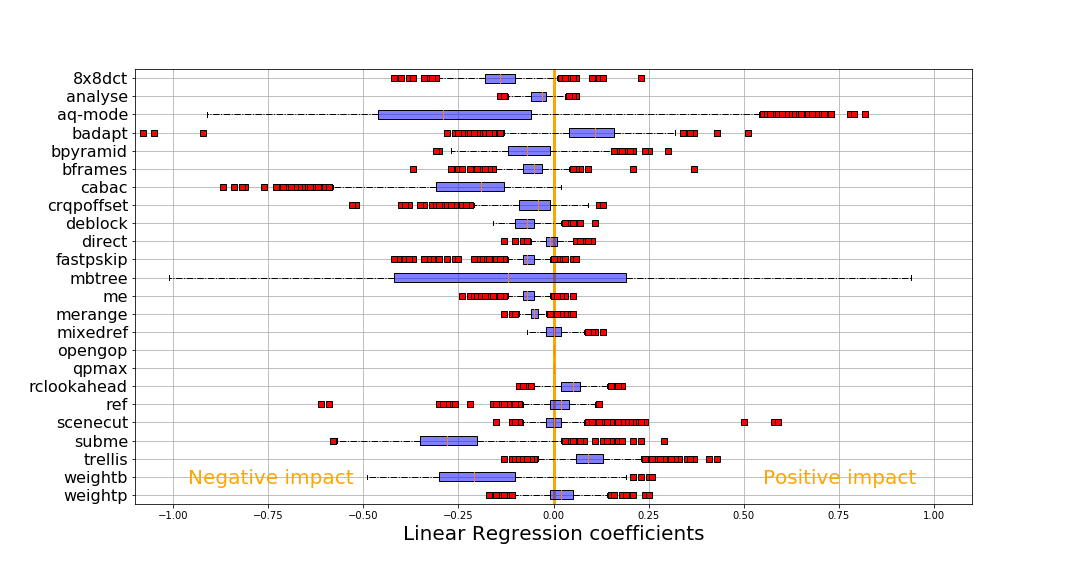 8x8dct
analyse
aq-mode
badapt
bpyramid
bframes
cabac
crqpoffset
deblock
direct
fastpskip
mbtree
me
merange
mixedref
opengop
qpmax
rclookahead
ref
scenecut
subme
trellis
weightb
weightp
Negative impact
Positive impact
−1.00 −0.75 −0.50 −0.25 0.00 0.25 0.50 0.75 1.00
Linear Regression coefficients